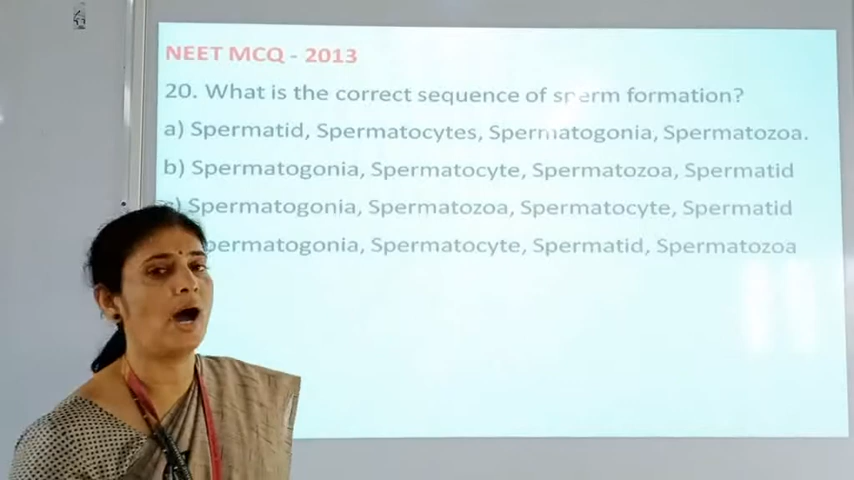 NEET MCQ - 2013
20. What is the correct sequence of sperm formation?
a) Spermatid, Spermatocytes, Spermatogonia, Spermatozoa.
b) Spermatogonia, Spermatocyte, Spermatozoa, Spermatid
c) Spermatogonia, Spermatozoa, Spermatocyte, Spermatid
permatogonia, Spermatocyte, Spermatid, Spermatozoa